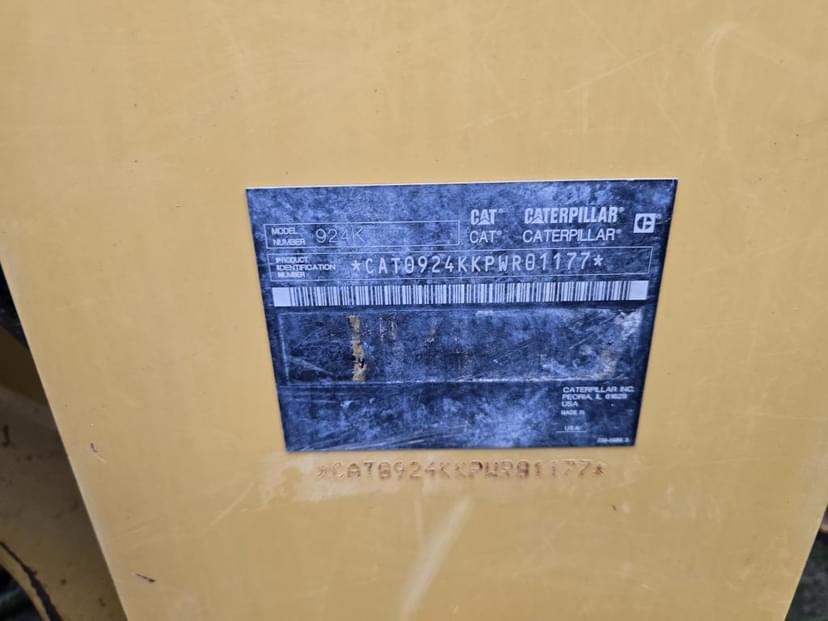 CAT® CATERPILLAR®
MODEL NUMBER 924K CAT® CATERPILLAR®
PRODUCT IDENTIFICATION NUMBER *CAT0924KKPWR01177*
CATERPILLAR INC.
PEORIA, IL 61629
USA
MADE IN
USA
*CAT0924KKPWR01177*